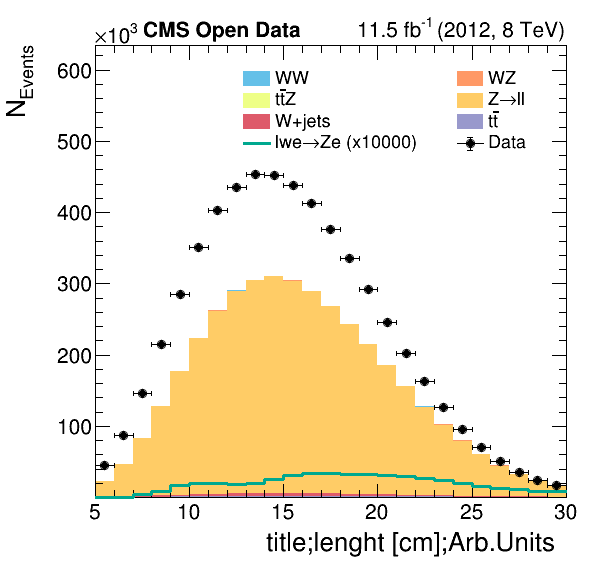 ×10³ CMS Open Data 11.5 fb⁻¹ (2012, 8 TeV)
N_Events
600
500
400
300
200
100
WW WZ
tt̄Z Z→ll
W+jets tt̄
lwe→Ze (x10000) Data
5 10 15 20 25 30
title;lenght [cm];Arb.Units